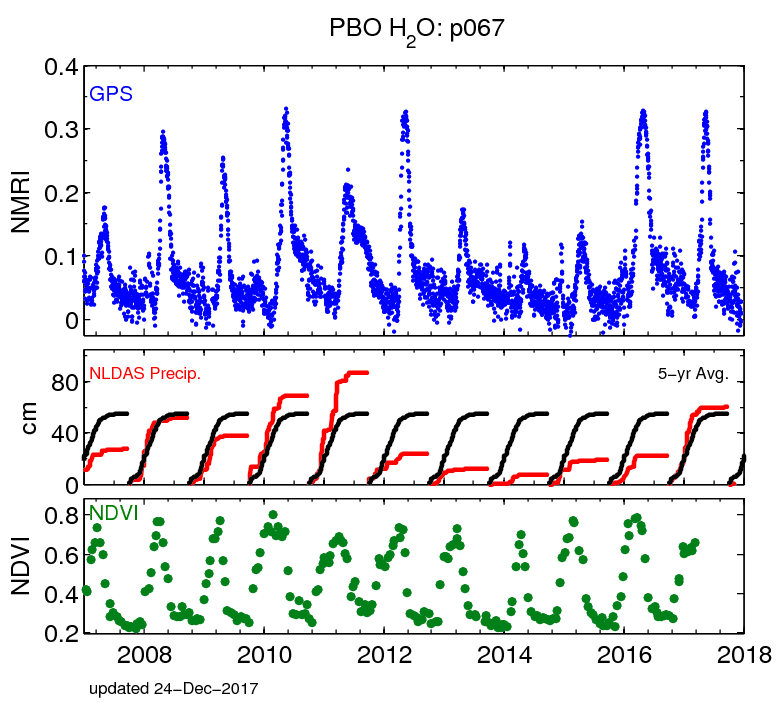 PBO H2O: p067
0.4
GPS
0.3
NMRI
0.2
0.1
0
NLDAS Precip.
5-yr Avg.
80
cm
40
0
NDVI
0.8
NDVI
0.6
0.4
0.2
2008 2010 2012 2014 2016 2018
updated 24-Dec-2017